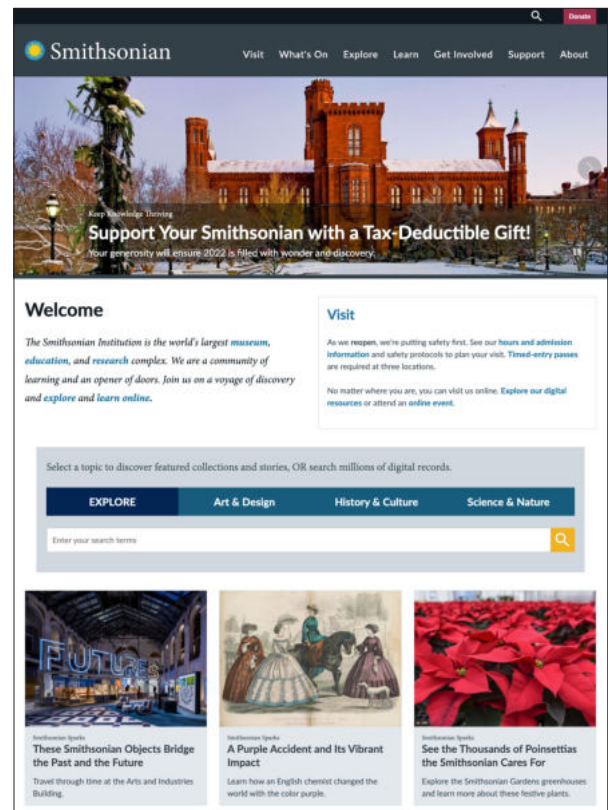 Donate
Smithsonian
Visit What's On Explore Learn Get Involved Support About
Keep Knowledge Thriving
Support Your Smithsonian with a Tax-Deductible Gift!
Your generosity will ensure 2022 is filled with wonder and discovery.
Welcome
The Smithsonian Institution is the world's largest museum,
education, and research complex. We are a community of
learning and an opener of doors. Join us on a voyage of discovery
and explore and learn online.
Visit
As we reopen, we're putting safety first. See our hours and admission
information and safety protocols to plan your visit. Timed-entry passes
are required at three locations.
No matter where you are, you can visit us online. Explore our digital
resources or attend an online event.
Select a topic to discover featured collections and stories, OR search millions of digital records.
EXPLORE Art & Design History & Culture Science & Nature
Enter your search terms
FUTURES
Smithsonian Sparks
These Smithsonian Objects Bridge
the Past and the Future
Travel through time at the Arts and Industries
Building.
Smithsonian Sparks
A Purple Accident and Its Vibrant
Impact
Learn how an English chemist changed the
world with the color purple.
Smithsonian Sparks
See the Thousands of Poinsettias
the Smithsonian Cares For
Explore the Smithsonian Gardens greenhouses
and learn more about these festive plants.